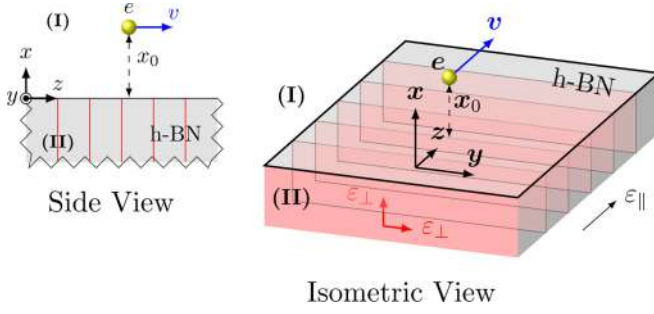 (I)
e
v
x₀
x
y
z
(II)
h-BN
Side View
(I)
e
v
h-BN
x₀
x
z
y
(II)
ε⊥
ε⊥
ε∥
Isometric View